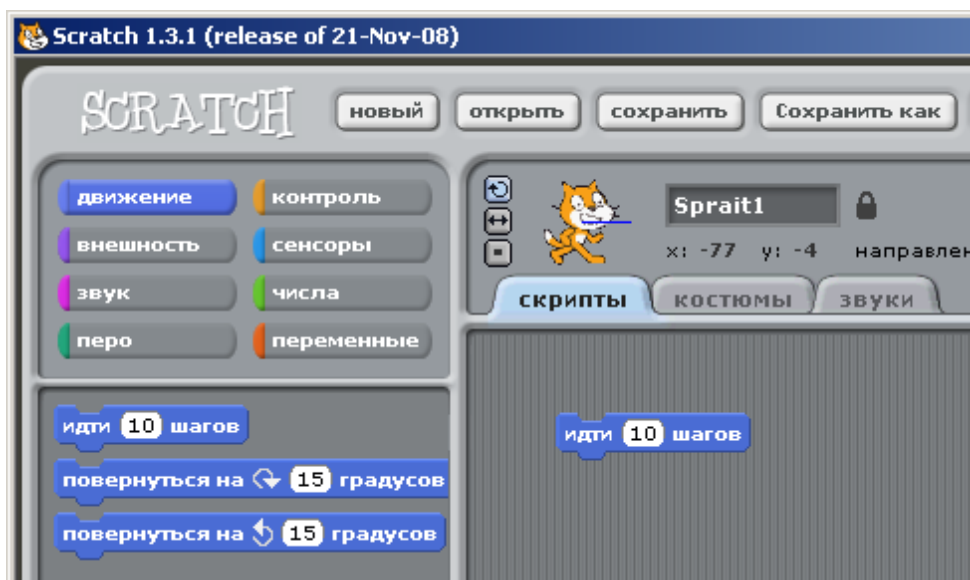 Scratch 1.3.1 (release of 21-Nov-08)
SCRATCH новый открыть сохранить Сохранить как
движение контроль
внешность сенсоры
звук числа
перо переменные
Sprait1
x: -77 y: -4 направлен
скрипты костюмы звуки
идти 10 шагов
повернуться на 15 градусов
повернуться на 15 градусов
идти 10 шагов